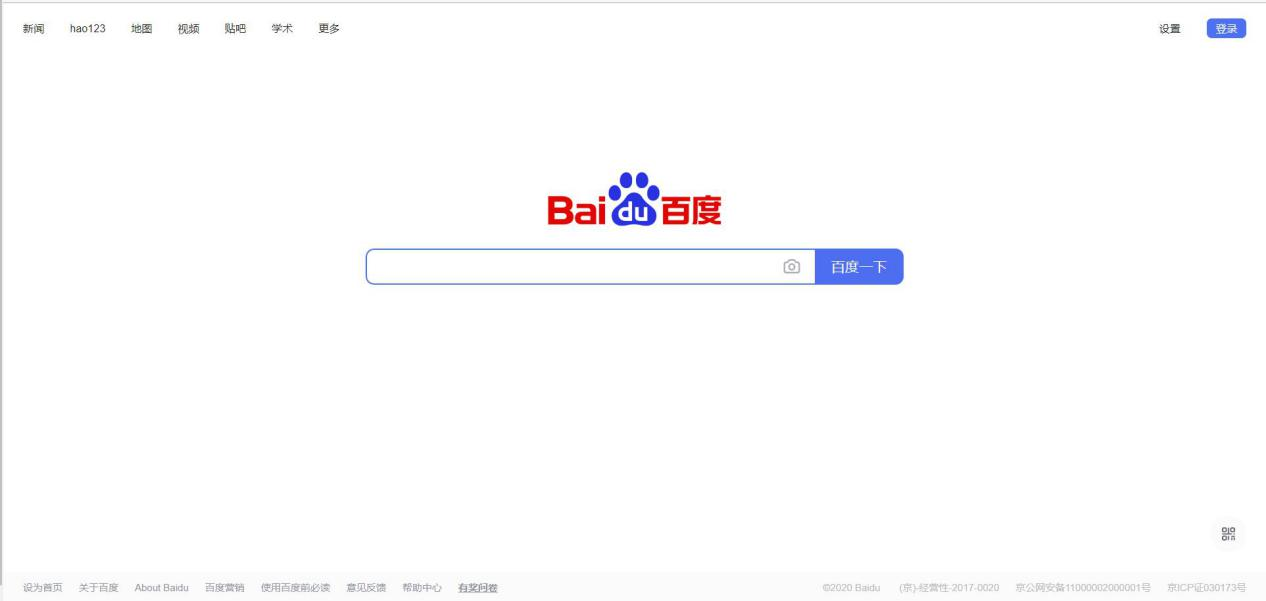 新闻 hao123 地图 视频 贴吧 学术 更多 设置 登录
Bai du 百度
百度一下
设为首页 关于百度 About Baidu 百度营销 使用百度前必读 意见反馈 帮助中心 有奖问卷 ©2020 Baidu (京)-经营性-2017-0020 京公网安备11000002000001号 京ICP证030173号